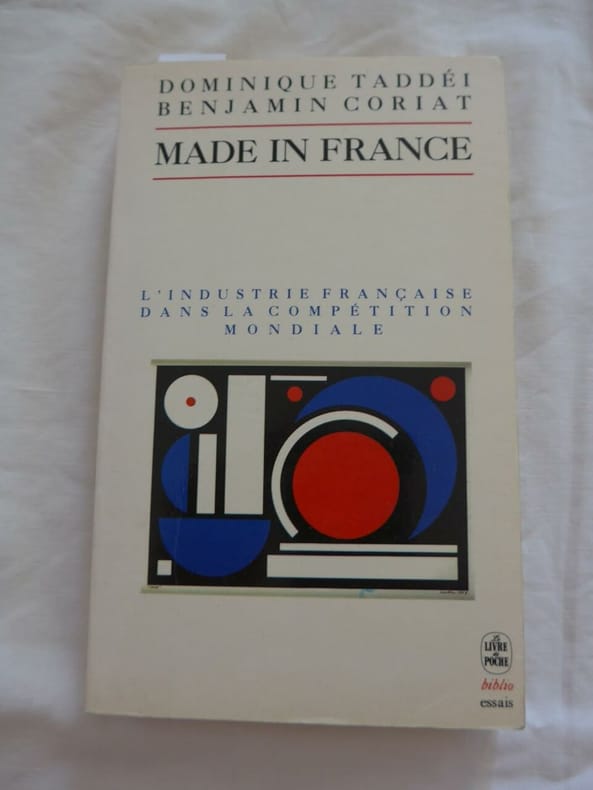 DOMINIQUE TADDÉI
BENJAMIN CORIAT
MADE IN FRANCE
L'INDUSTRIE FRANÇAISE
DANS LA COMPÉTITION
MONDIALE
Le
LIVRE
de
POCHE
biblio
essais